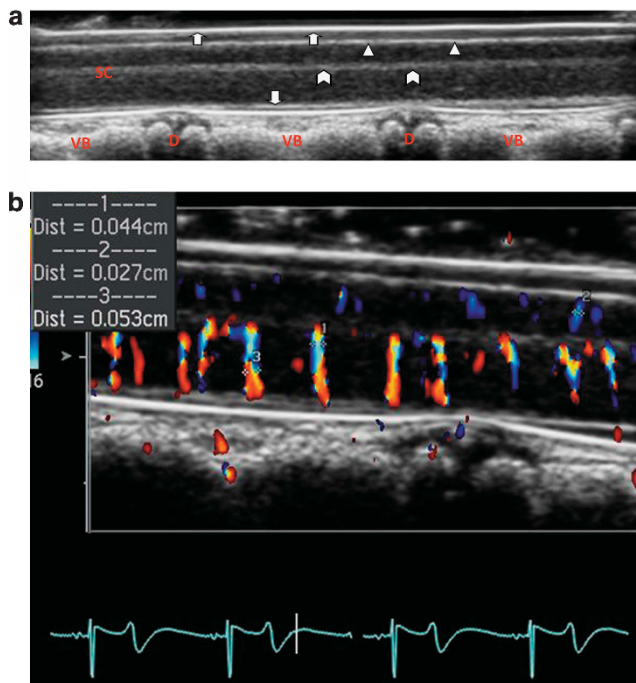 a
SC
VB D VB D VB
b
----1----
Dist = 0.044cm
----2----
Dist = 0.027cm
----3----
Dist = 0.053cm
2
1
3
16